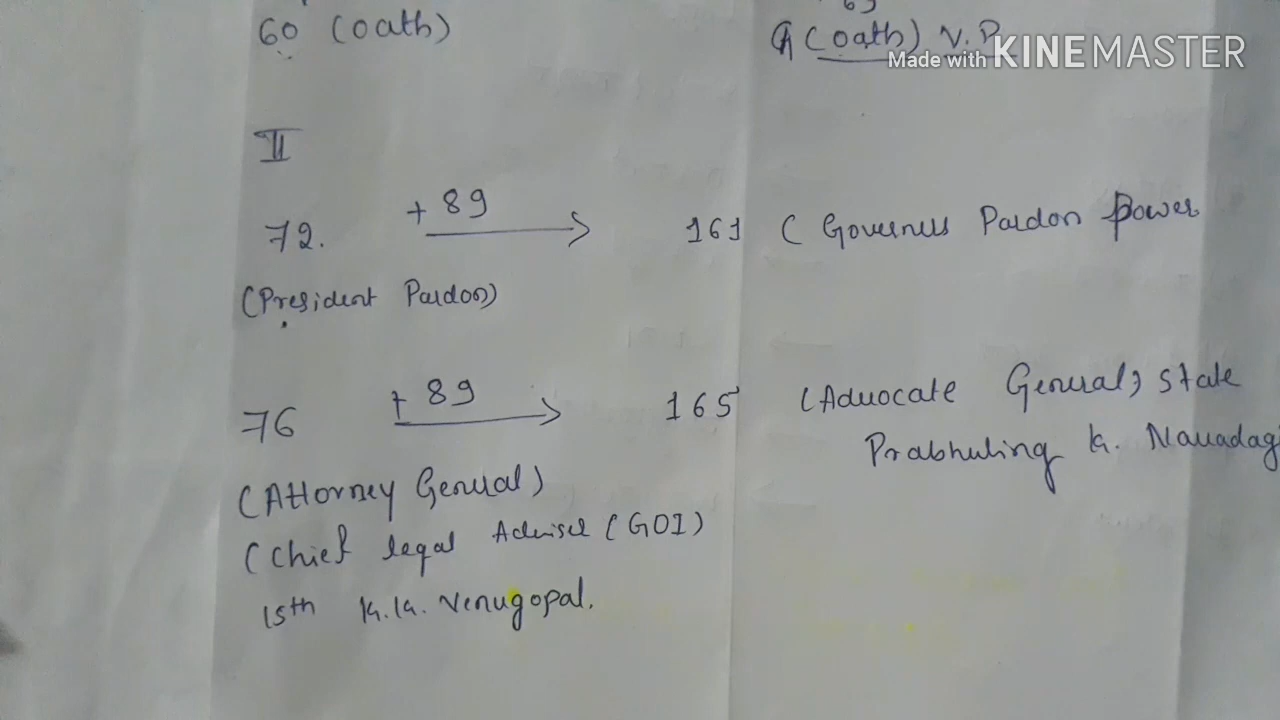 60 (oath)
(oath) V.P
Made with KINEMASTER
II
72. +89 → 161 ( Governers Pardon Power
(President Pardon)
76 +89 → 165 (Advocate General) State
Prabhuling K. Navadag
(Attorney General)
(Chief legal Adviser (GOI)
15th K.K. Venugopal.